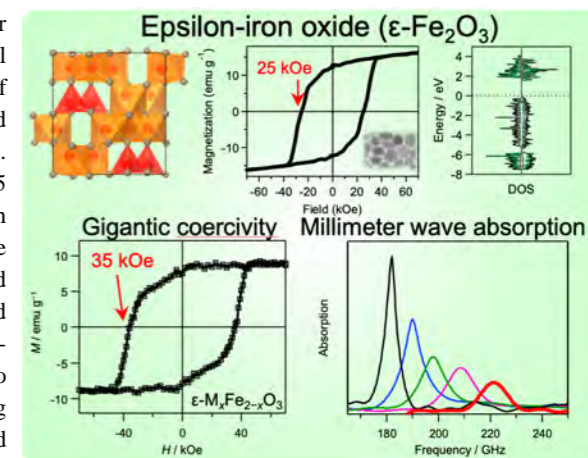 r
l
f
d
.
5
n
e
d
d
-
o
g
d
Epsilon-iron oxide (ε-Fe₂O₃)
Magnetization (emu g⁻¹)
15
10
0
-10
25 kOe
-60 -40 -20 0 20 40 60
Field (kOe)
Energy / eV
4
2
0
-2
-4
-6
-8
DOS
Gigantic coercivity
M / emu g⁻¹
10
5
0
-5
-10
35 kOe
ε-MₓFe₂₋ₓO₃
-40 0 40
H / kOe
Millimeter wave absorption
Absorption
180 200 220 240
Frequency / GHz